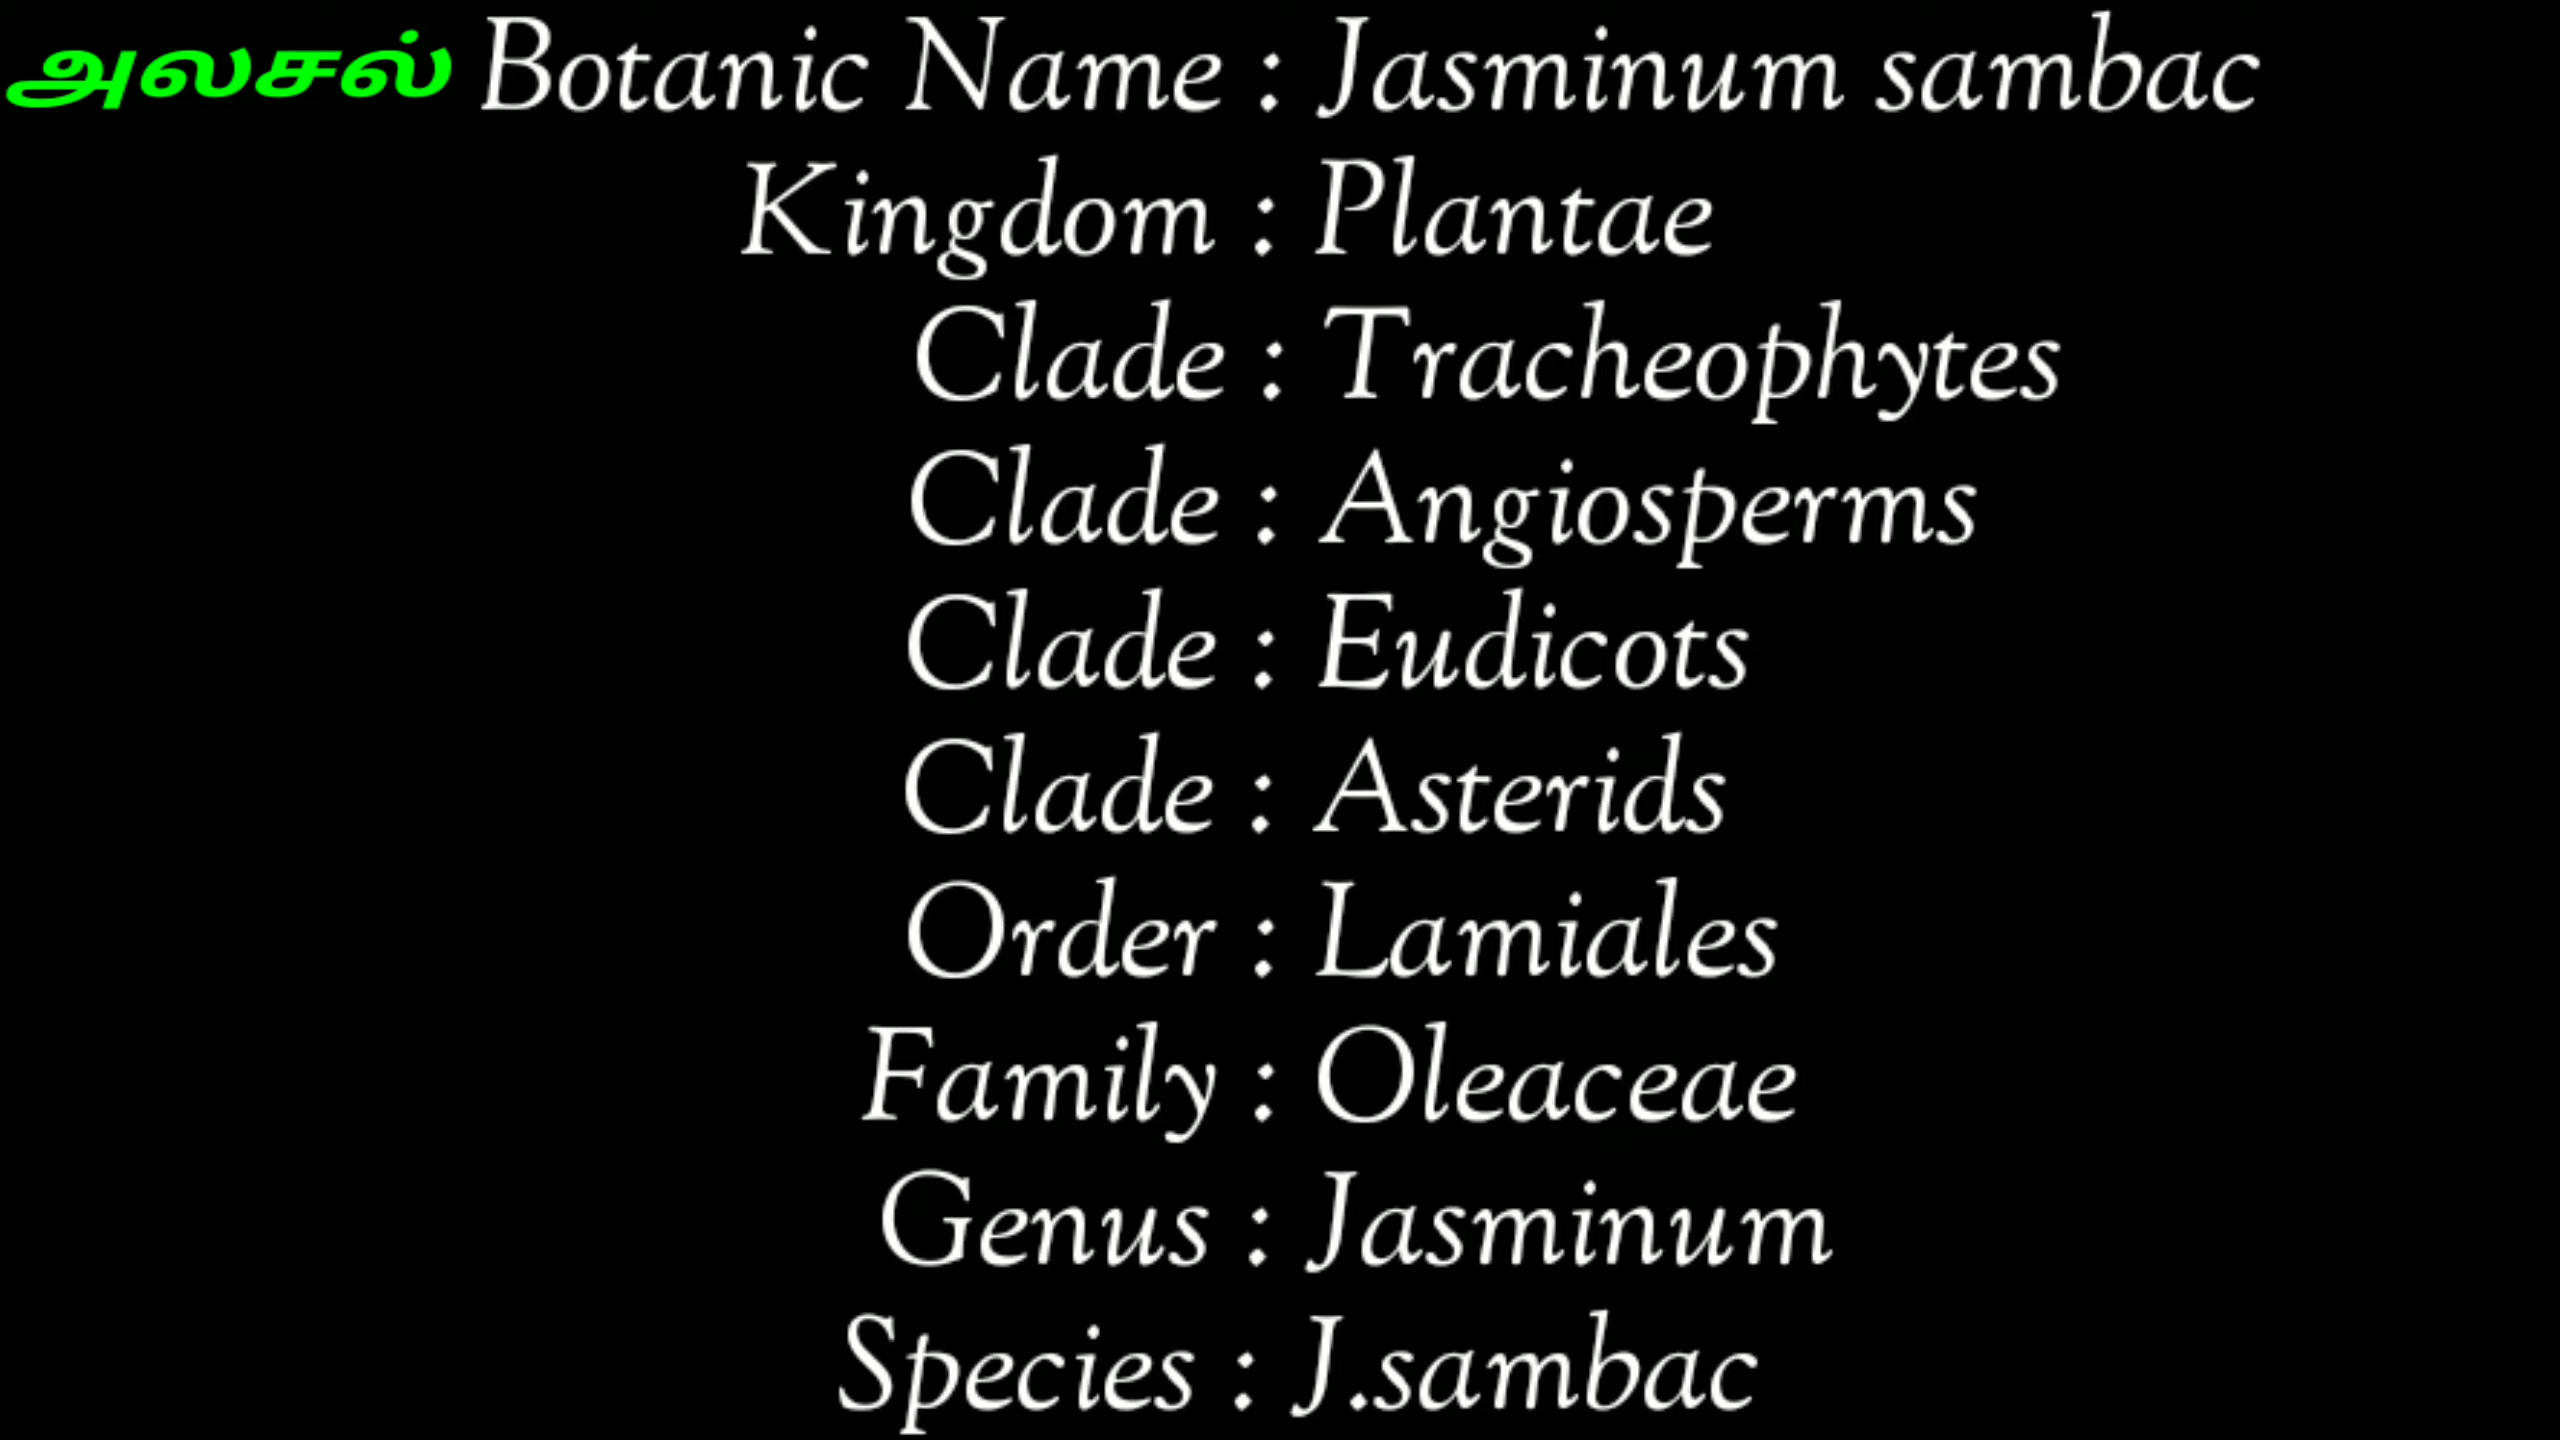 அலசல் Botanic Name : Jasminum sambac
Kingdom : Plantae
Clade : Tracheophytes
Clade : Angiosperms
Clade : Eudicots
Clade : Asterids
Order : Lamiales
Family : Oleaceae
Genus : Jasminum
Species : J.sambac